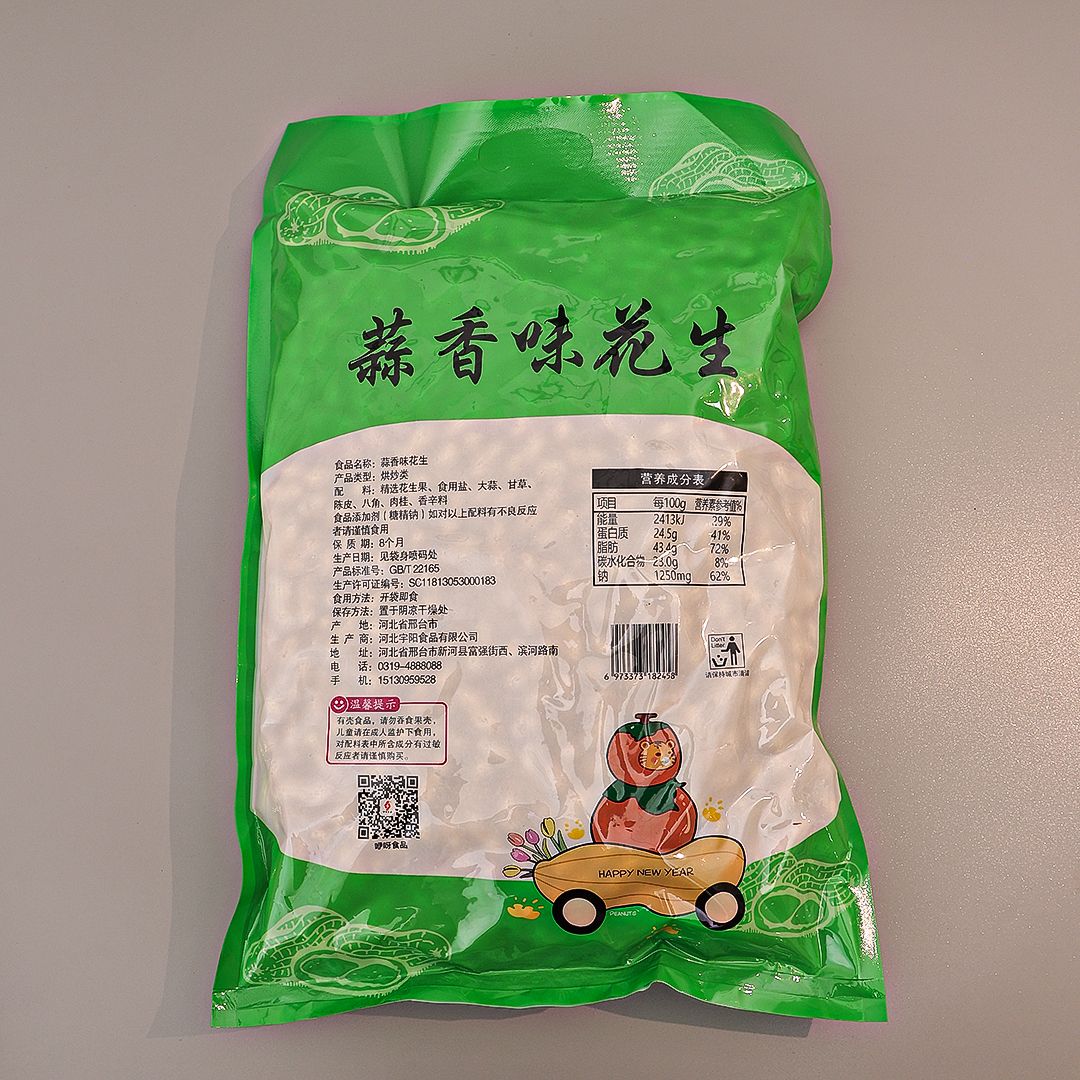 蒜香味花生
食品名称：蒜香味花生
产品类型：烘炒类
配 料：精选花生果、食用盐、大蒜、甘草、
陈皮、八角、肉桂、香辛料
食品添加剂（糖精钠）如对以上配料有不良反应
者请谨慎食用
保 质 期：8个月
生产日期：见袋身喷码处
产品标准号：GB/T 22165
生产许可证编号：SC11813053000183
食用方法：开袋即食
保存方法：置于阴凉干燥处
产 地：河北省邢台市
生 产 商：河北宇阳食品有限公司
地 址：河北省邢台市新河县富强街西、滨河路南
电 话：0319-4888088
手 机：15130959528
营养成分表
项目 每100g 营养素参考值%
能量 2413kJ 29%
蛋白质 24.5g 41%
脂肪 43.4g 72%
碳水化合物 23.0g 8%
钠 1250mg 62%
6 973373 182458
Don't
Litter
请保持城市清洁
温馨提示
有壳食品，请勿吞食果壳，
儿童请在成人监护下食用，
对配料表中所含成分有过敏
反应者请谨慎购买。
咿呀食品
HAPPY NEW YEAR
PEANUTS